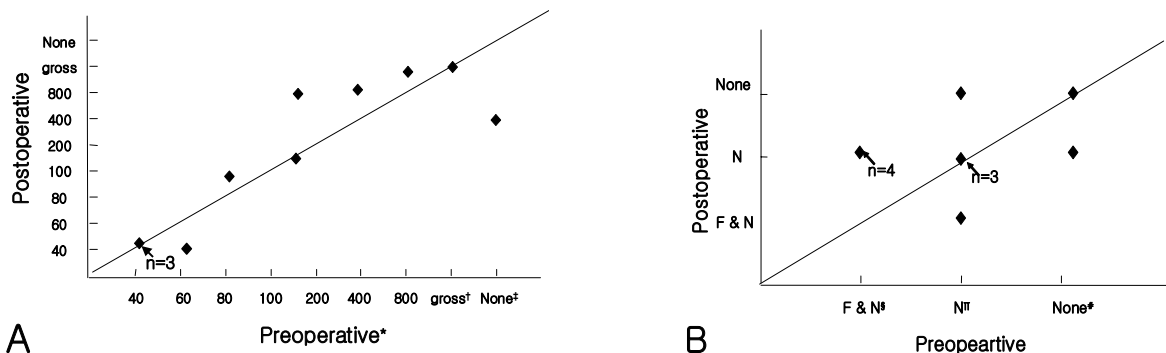 None
gross
800
400
200
100
80
60
40
Postoperative
n=3
40 60 80 100 200 400 800 gross† None‡
Preoperative*
A
None
N
F & N
Postoperative
n=4
n=3
F & N§ Nπ None#
Preopeartive
B